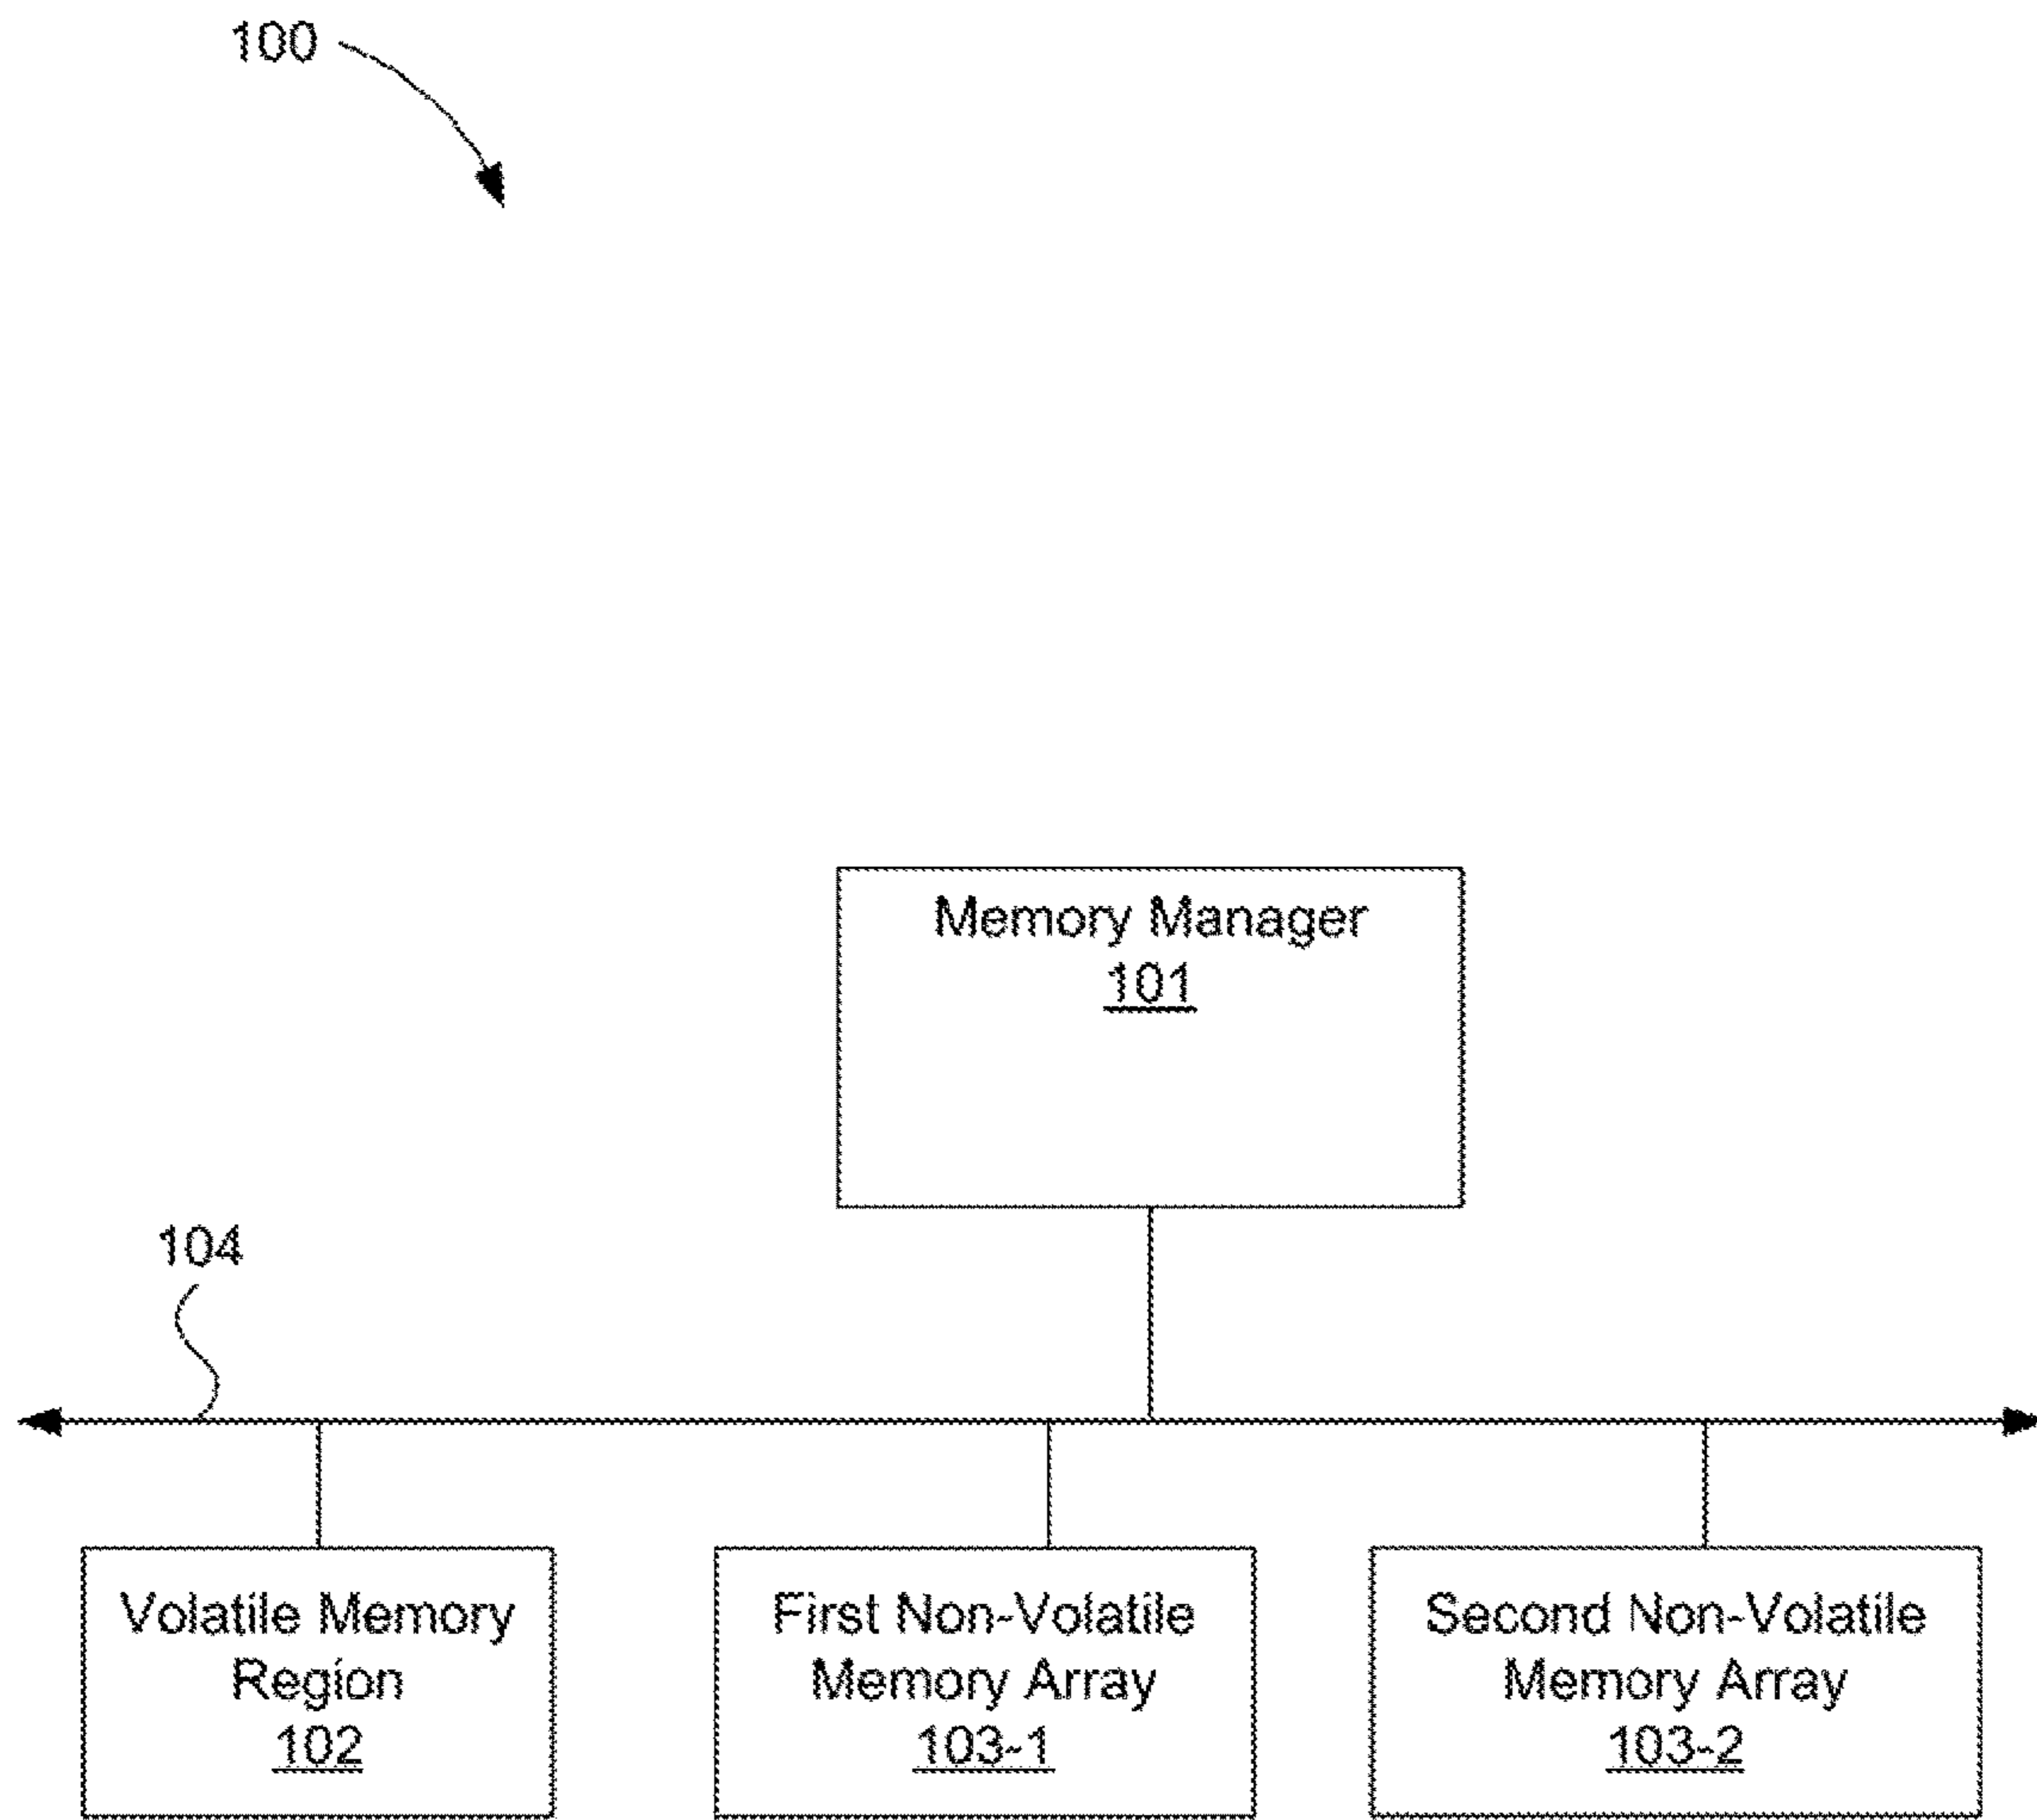 100
Memory Manager
101
104
Volatile Memory
Region
102
First Non-Volatile
Memory Array
103-1
Second Non-Volatile
Memory Array
103-2